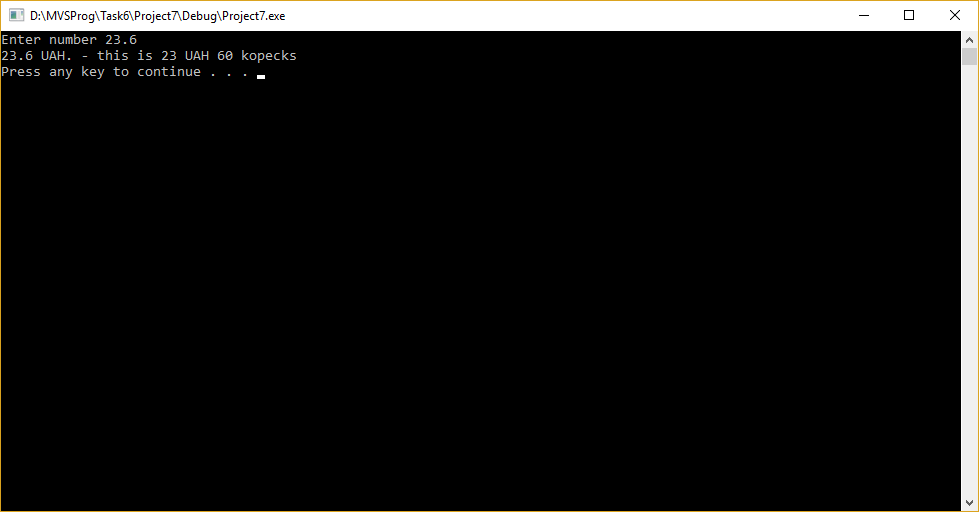 D:\MVSProg\Task6\Project7\Debug\Project7.exe
Enter number 23.6
23.6 UAH. - this is 23 UAH 60 kopecks
Press any key to continue . . .